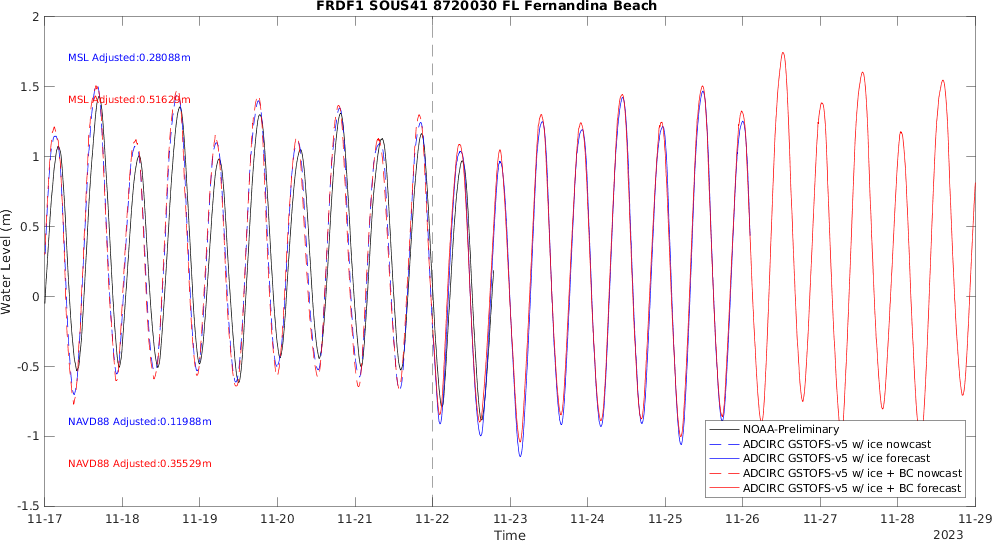 FRDF1 SOUS41 8720030 FL Fernandina Beach
2
1.5
1
0.5
0
-0.5
-1
-1.5
Water Level (m)
MSL Adjusted:0.28088m
MSL Adjusted:0.51629m
NAVD88 Adjusted:0.11988m
NAVD88 Adjusted:0.35529m
NOAA-Preliminary
ADCIRC GSTOFS-v5 w/ ice nowcast
ADCIRC GSTOFS-v5 w/ ice forecast
ADCIRC GSTOFS-v5 w/ ice + BC nowcast
ADCIRC GSTOFS-v5 w/ ice + BC forecast
11-17 11-18 11-19 11-20 11-21 11-22 11-23 11-24 11-25 11-26 11-27 11-28 11-29
Time
2023